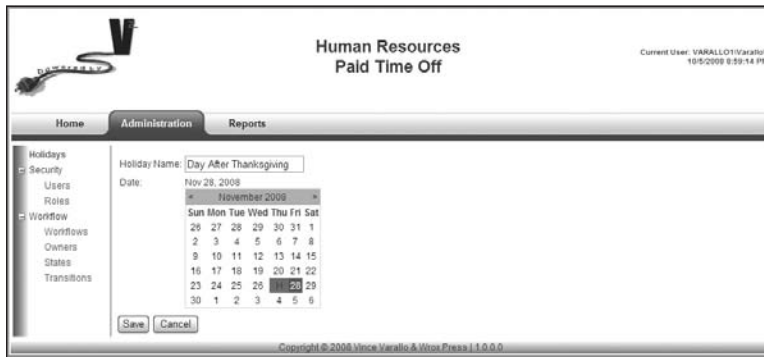 V
Powered by
Human Resources
Paid Time Off
Current User: VARALLO1\Varallo
10/5/2008 8:59:14 PM
Home Administration Reports
Holidays
Security
Users
Roles
Workflow
Workflows
Owners
States
Transitions
Holiday Name: Day After Thanksgiving
Date: Nov 28, 2008
« November 2008 »
Sun Mon Tue Wed Thu Fri Sat
26 27 28 29 30 31 1
2 3 4 5 6 7 8
9 10 11 12 13 14 15
16 17 18 19 20 21 22
23 24 25 26 H 28 29
30 1 2 3 4 5 6
Save Cancel
Copyright © 2008 Vince Varallo & Wrox Press | 1.0.0.0